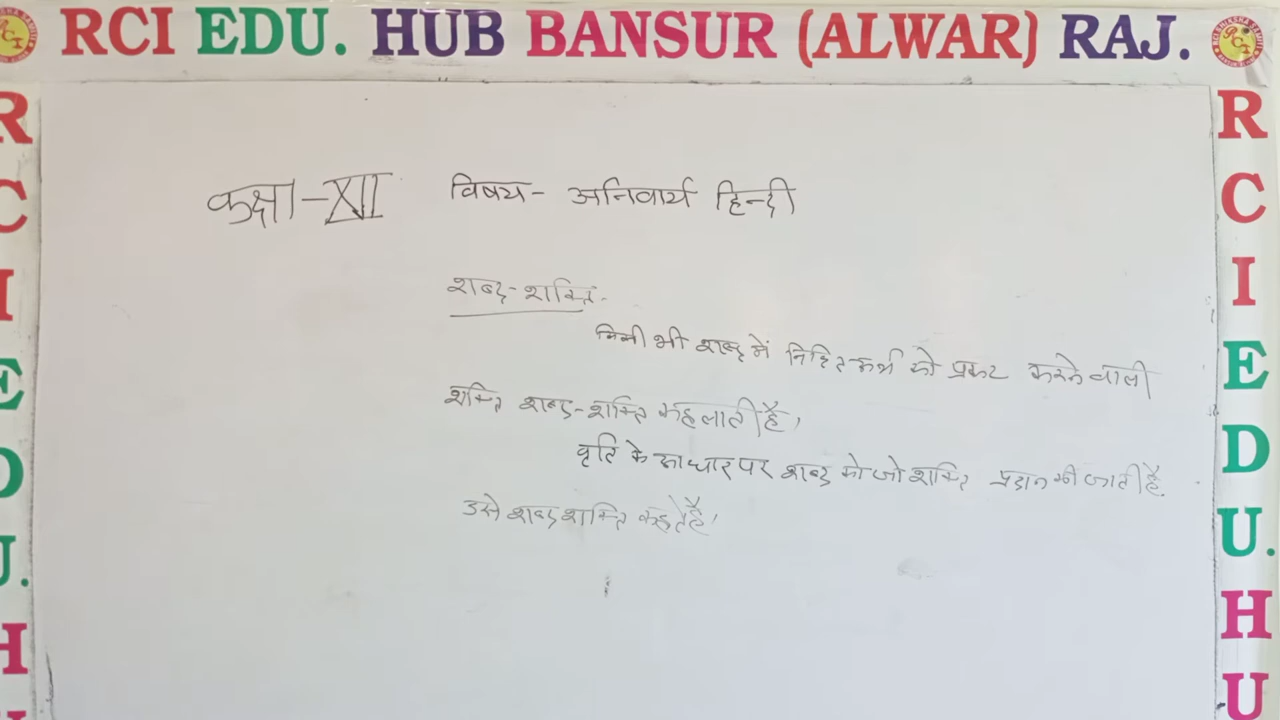 RCI EDU. HUB BANSUR (ALWAR) RAJ.
कक्षा-XII विषय- अनिवार्य हिन्दी
शब्द-शक्ति-
किसी भी शब्द में निहित अर्थ को प्रकट करने वाली
शक्ति शब्द-शक्ति कहलाती है।
वृति के आधार पर शब्द को जो शक्ति प्रदान की जाती है.
उसे शब्द शक्ति कहते है।
R
C
I
E
D
U.
H
R
C
I
E
D
U.
H
U